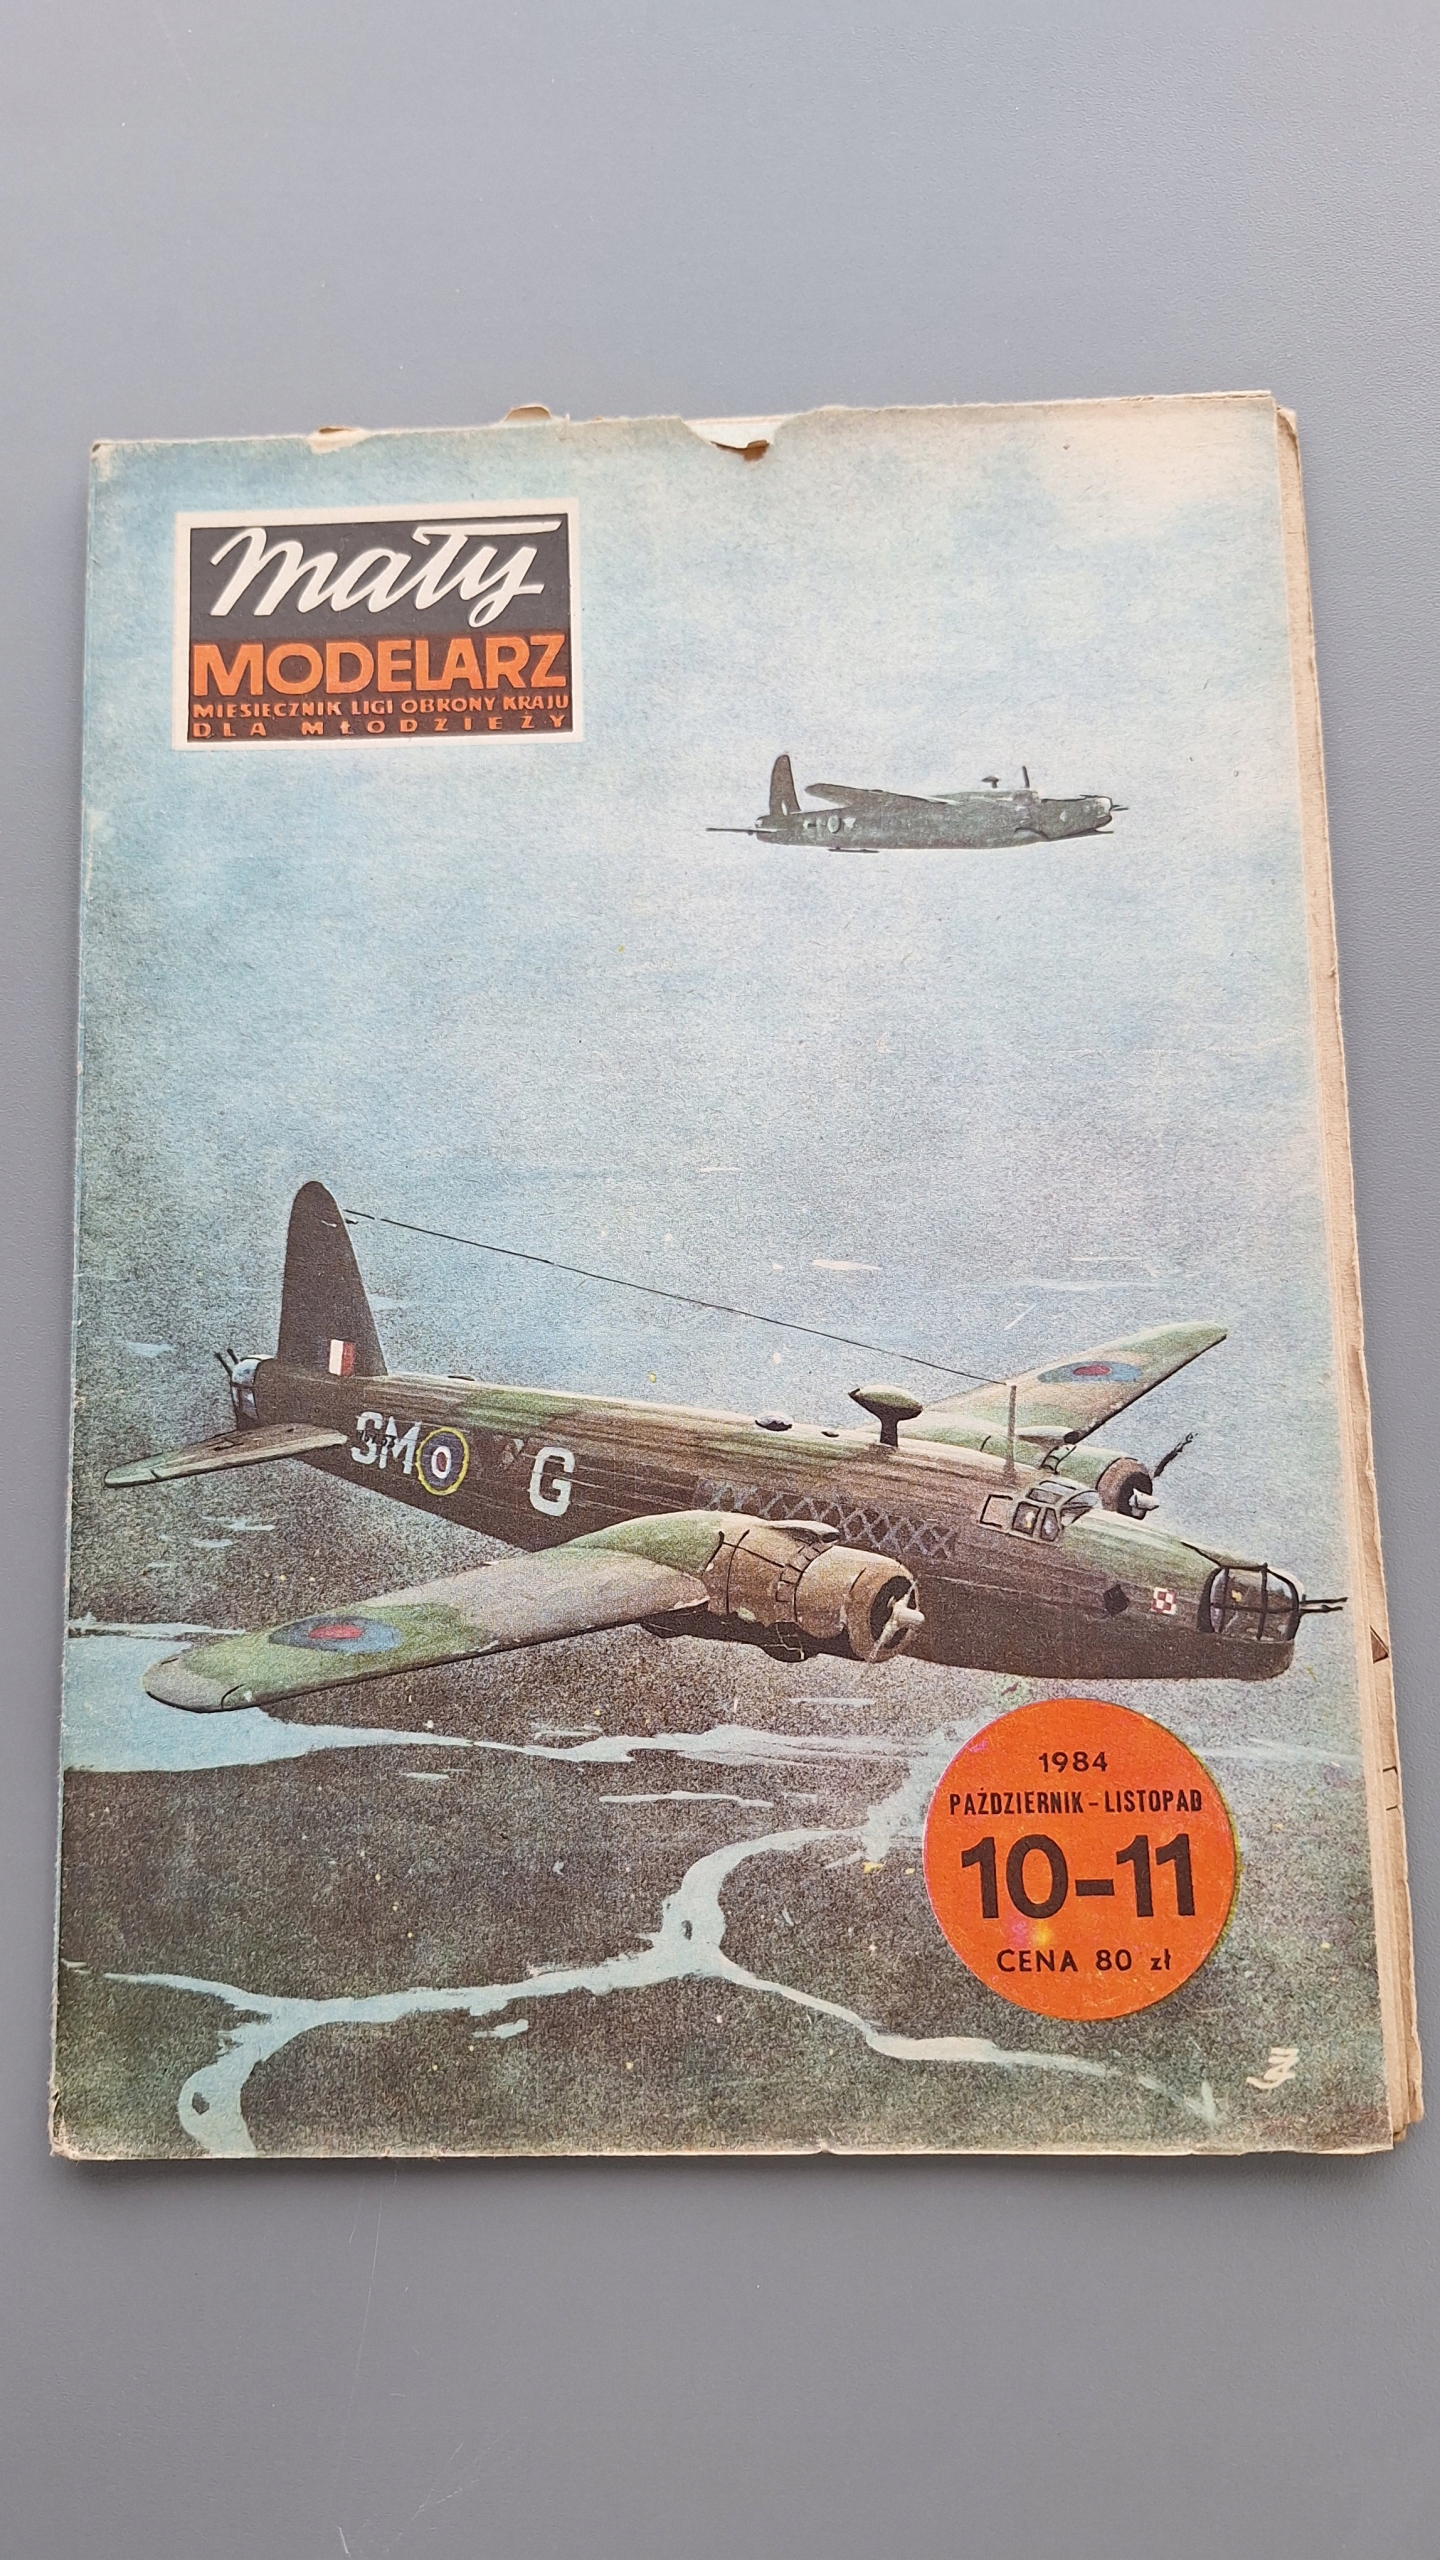 mały
MODELARZ
MIESIĘCZNIK LIGI OBRONY KRAJU
DLA MŁODZIEŻY
SM G
1984
PAŹDZIERNIK-LISTOPAD
10-11
CENA 80 zł